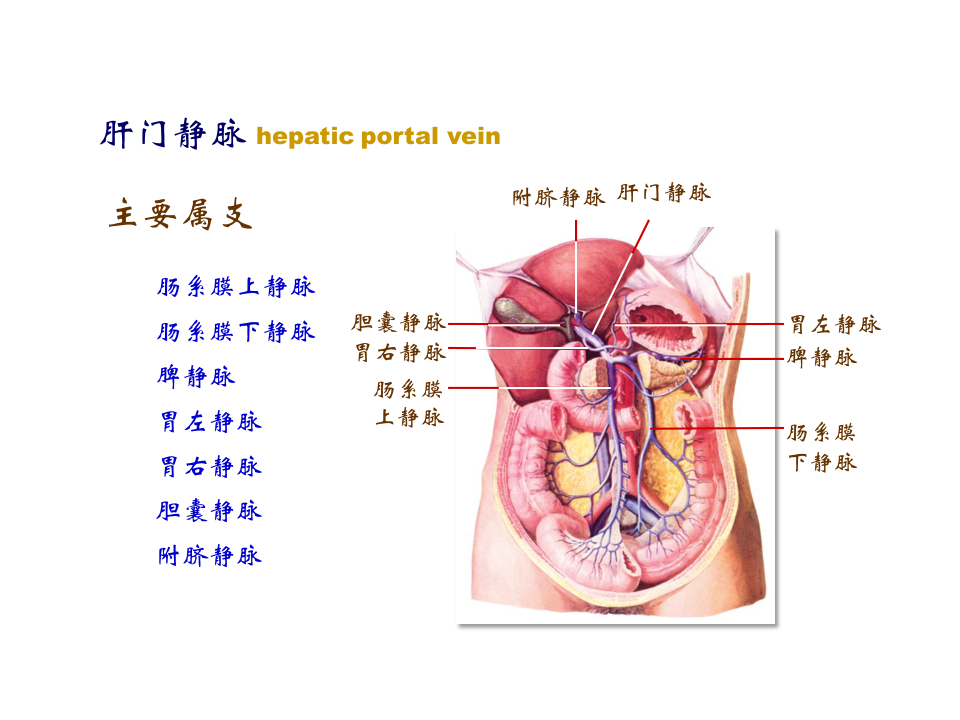 肝门静脉 hepatic portal vein
主要属支
肠系膜上静脉
肠系膜下静脉
脾静脉
胃左静脉
胃右静脉
胆囊静脉
附脐静脉
附脐静脉
肝门静脉
胆囊静脉
胃右静脉
肠系膜
上静脉
胃左静脉
脾静脉
肠系膜
下静脉